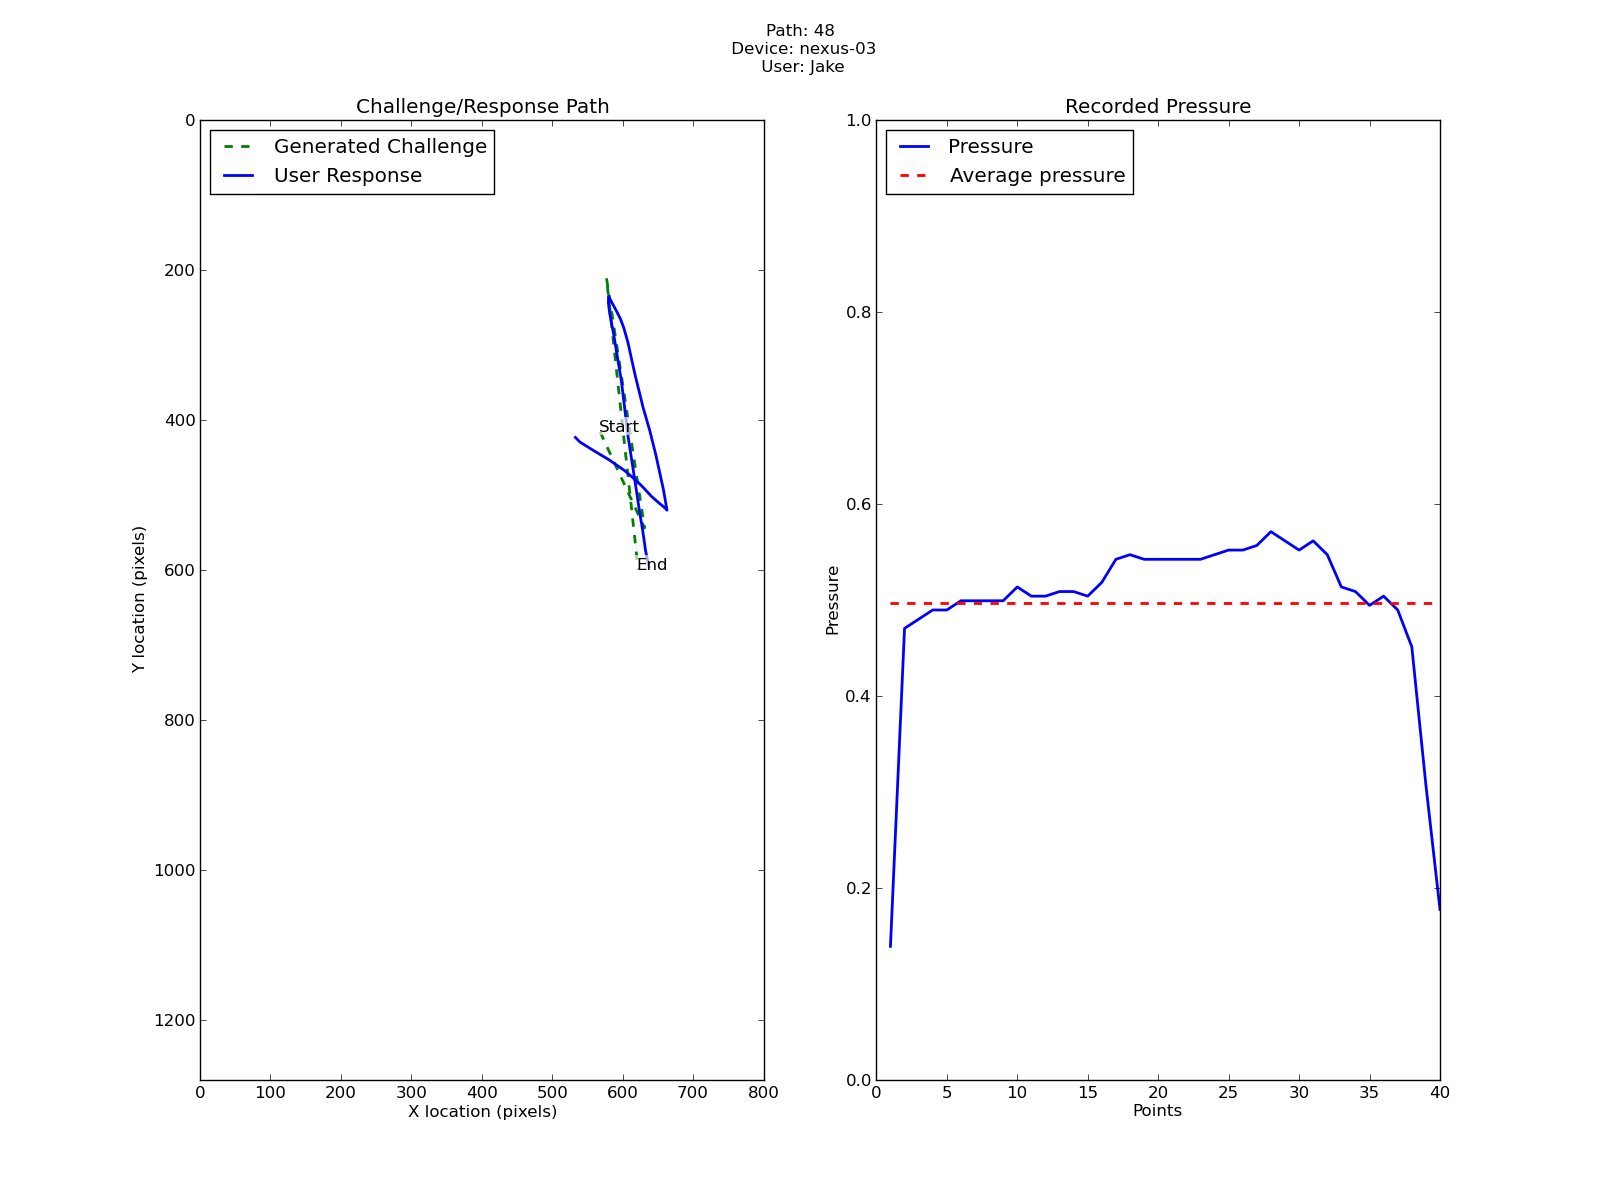 Path: 48
Device: nexus-03
User: Jake
Challenge/Response Path
Generated Challenge
User Response
0
200
400
600
800
1000
1200
Y location (pixels)
Start
End
0 100 200 300 400 500 600 700 800
X location (pixels)
Recorded Pressure
Pressure
Average pressure
1.0
0.8
0.6
0.4
0.2
0.0
Pressure
0 5 10 15 20 25 30 35 40
Points